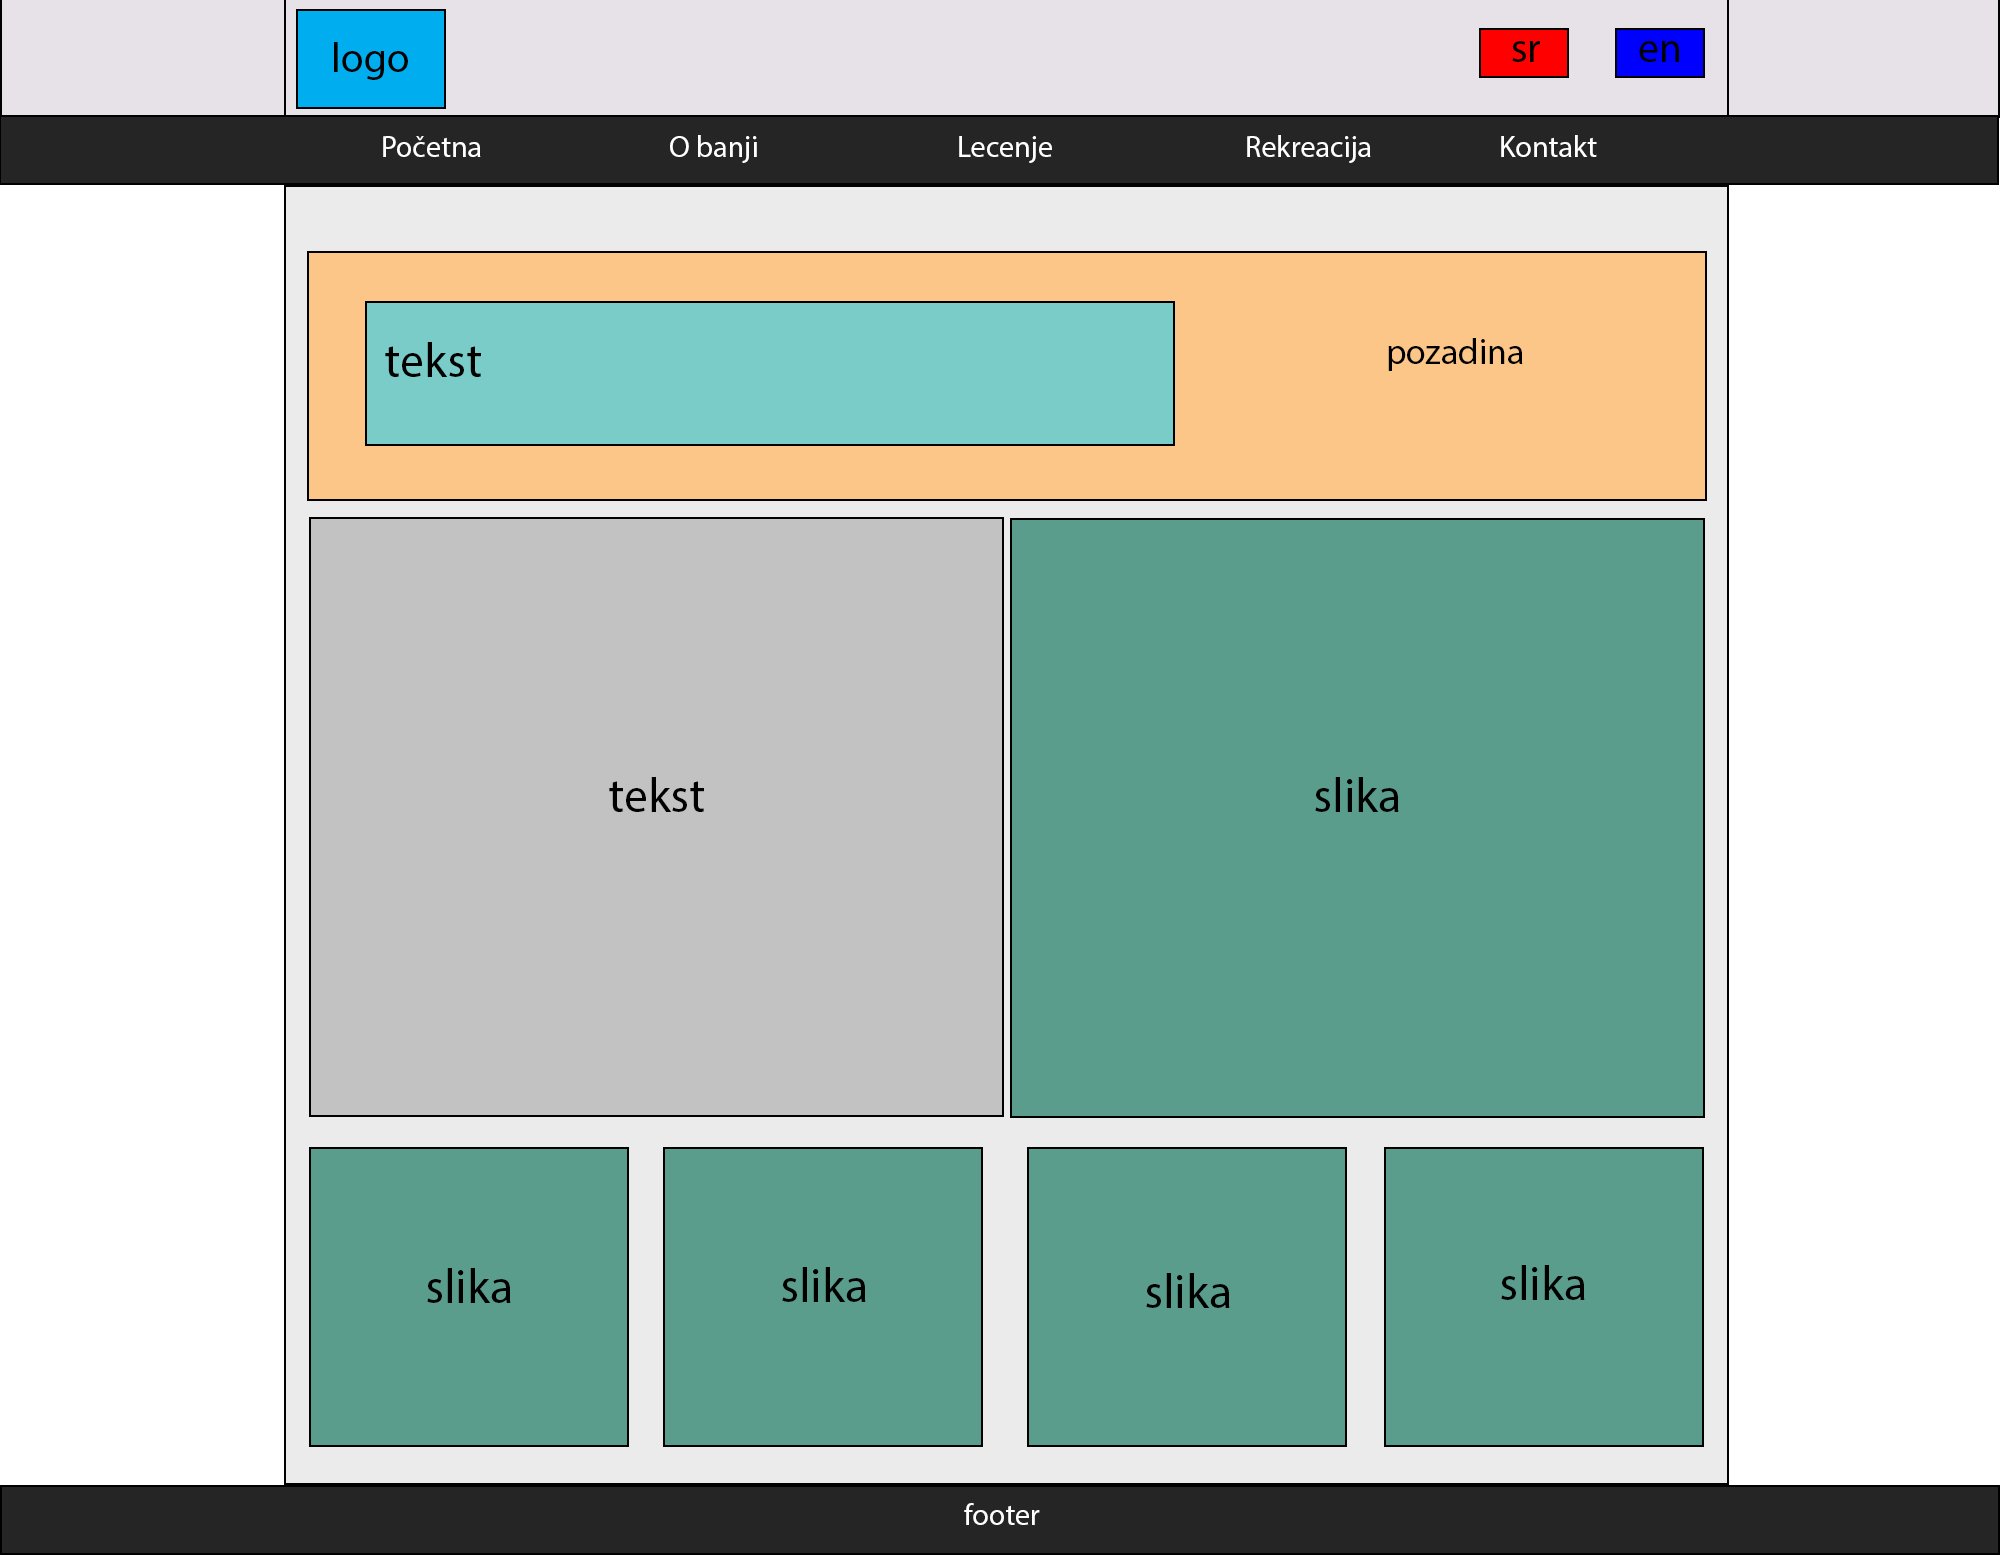 logo
sr
en
Početna
O banji
Lecenje
Rekreacija
Kontakt
tekst
pozadina
tekst
slika
slika
slika
slika
slika
footer